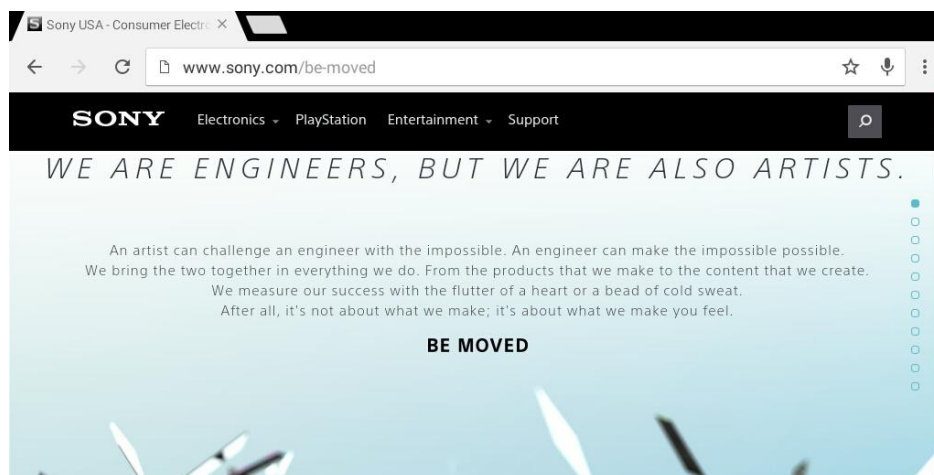 Sony USA - Consumer Electro
www.sony.com/be-moved
SONY Electronics PlayStation Entertainment Support
WE ARE ENGINEERS, BUT WE ARE ALSO ARTISTS.
An artist can challenge an engineer with the impossible. An engineer can make the impossible possible.
We bring the two together in everything we do. From the products that we make to the content that we create.
We measure our success with the flutter of a heart or a bead of cold sweat.
After all, it's not about what we make; it's about what we make you feel.
BE MOVED